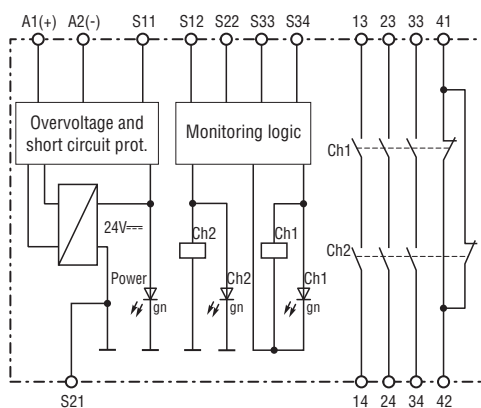 A1(+) A2(-) S11 S12 S22 S33 S34 13 23 33 41
Overvoltage and
short circuit prot.
Monitoring logic
Ch1
24V⎓
Ch2 Ch1
Ch2
Power Ch2 Ch1
gn gn gn
S21 14 24 34 42